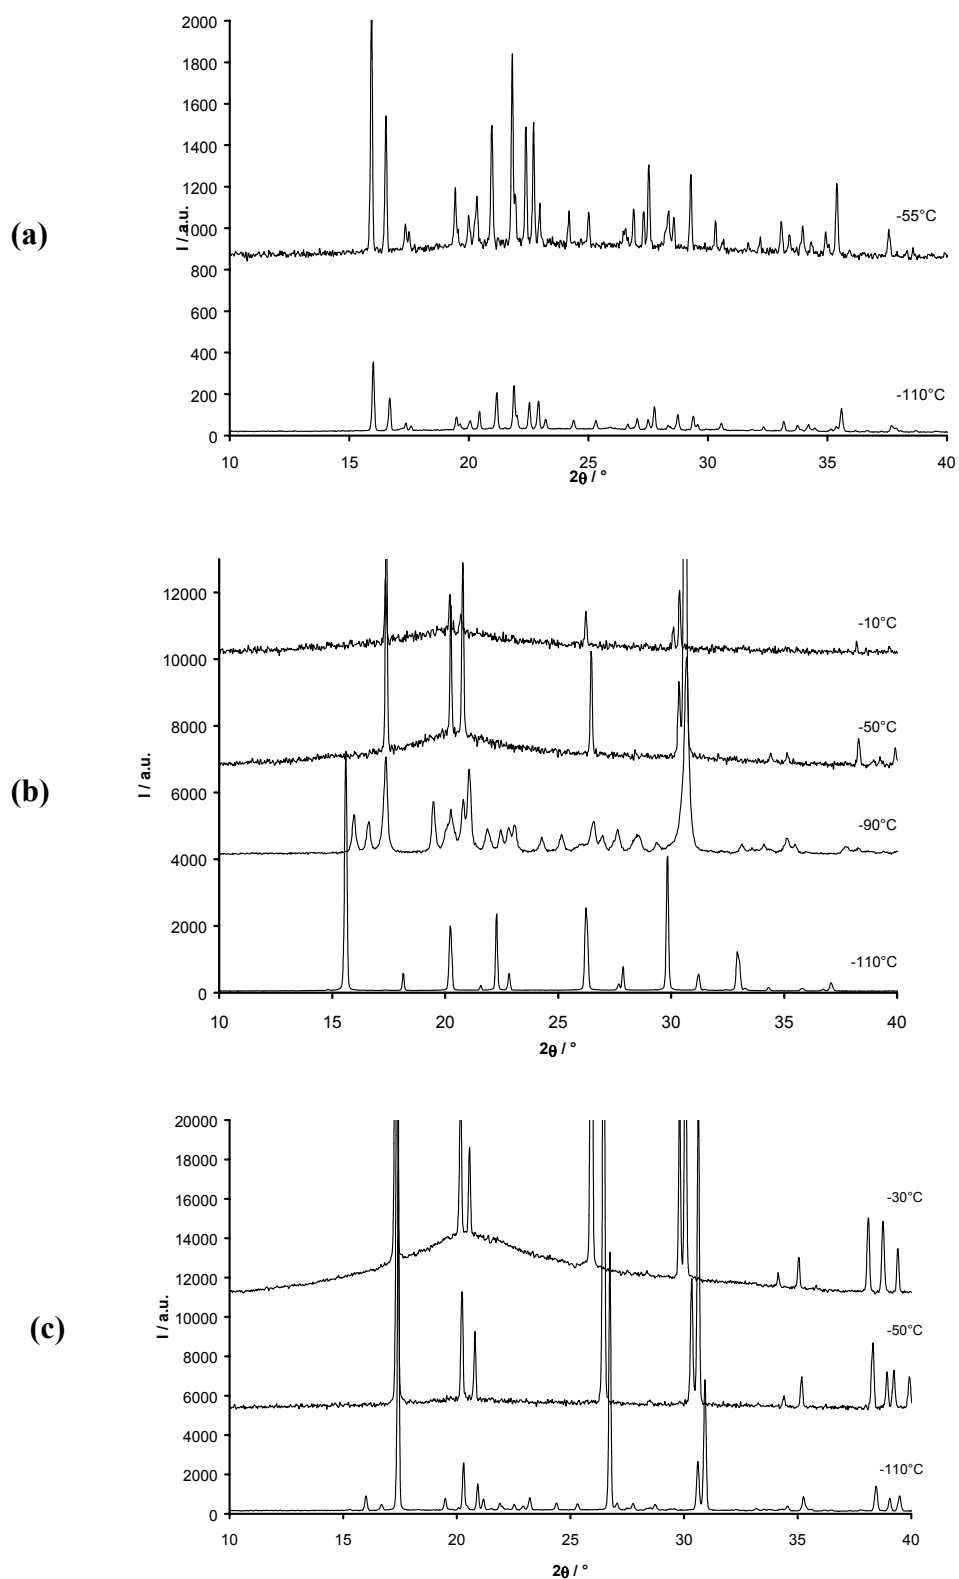 (a)
I / a.u.
2000
1800
1600
1400
1200
1000
800
600
400
200
0
-55°C
-110°C
10 15 20 25 30 35 40
2θ / °
(b)
I / a.u.
12000
10000
8000
6000
4000
2000
0
-10°C
-50°C
-90°C
-110°C
10 15 20 25 30 35 40
2θ / °
(c)
I / a.u.
20000
18000
16000
14000
12000
10000
8000
6000
4000
2000
0
-30°C
-50°C
-110°C
10 15 20 25 30 35 40
2θ / °